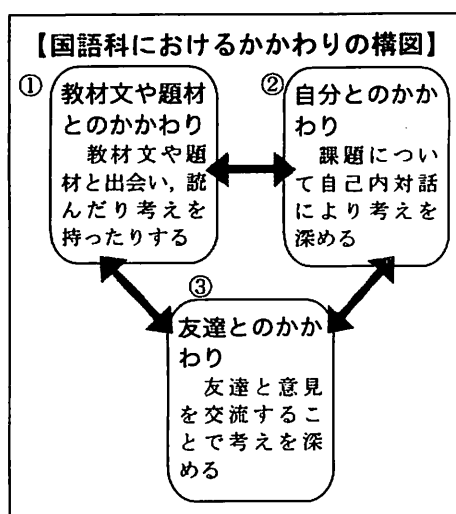 【国語科におけるかかわりの構図】
①
教材文や題材
とのかかわり
教材文や題
材と出会い，読
んだり考えを
持ったりする
②
自分とのかか
わり
課題につい
て自己内対話
により考えを
深める
③
友達とのかか
わり
友達と意見
を交流するこ
とで考えを深
める